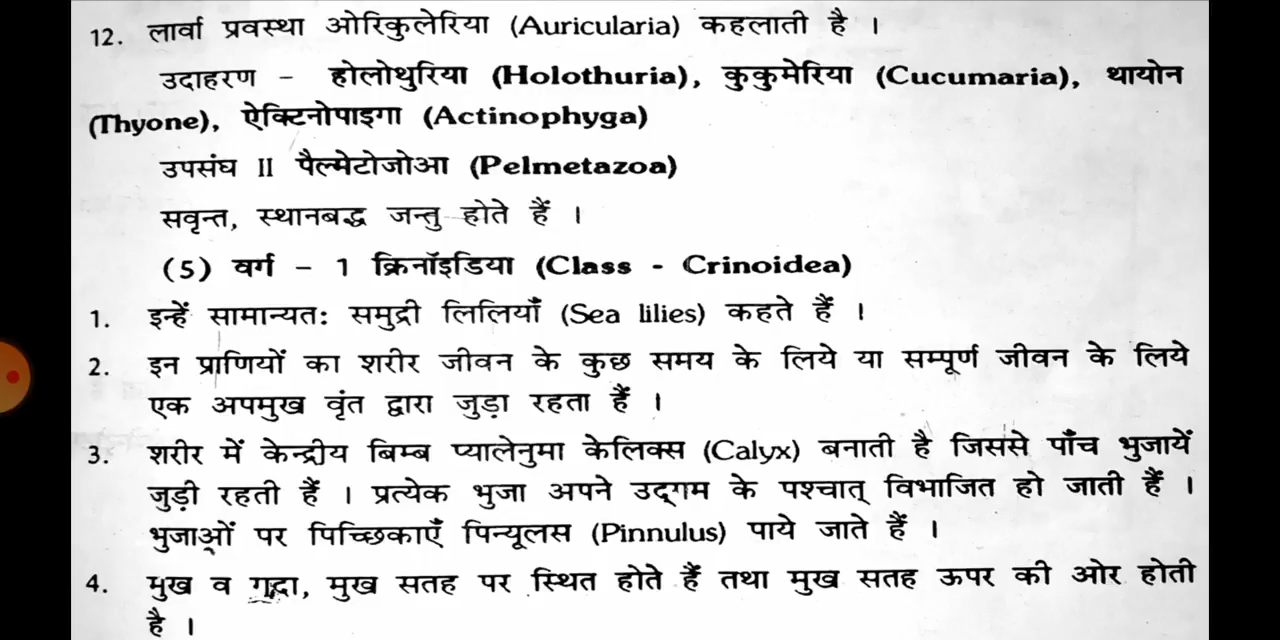 12. लार्वा प्रवस्था ओरिकुलेरिया (Auricularia) कहलाती है ।
उदाहरण – होलोथुरिया (Holothuria), कुकुमेरिया (Cucumaria), थायोन
(Thyone), ऐक्टिनोपाइगा (Actinophyga)
उपसंघ II पैल्मेटोजोआ (Pelmetazoa)
सवृन्त, स्थानबद्ध जन्तु होते हैं ।
(5) वर्ग – 1 क्रिनॉइडिया (Class - Crinoidea)
1. इन्हें सामान्यतः समुद्री लिलियाँ (Sea lilies) कहते हैं ।
2. इन प्राणियों का शरीर जीवन के कुछ समय के लिये या सम्पूर्ण जीवन के लिये
एक अपमुख वृंत द्वारा जुड़ा रहता हैं ।
3. शरीर में केन्द्रीय बिम्ब प्यालेनुमा केलिक्स (Calyx) बनाती है जिससे पाँच भुजायें
जुड़ी रहती हैं । प्रत्येक भुजा अपने उद्गम के पश्चात् विभाजित हो जाती हैं ।
भुजाओं पर पिच्छिकाएँ पिन्यूलस (Pinnulus) पाये जाते हैं ।
4. मुख व गुदा, मुख सतह पर स्थित होते हैं तथा मुख सतह ऊपर की ओर होती
है ।